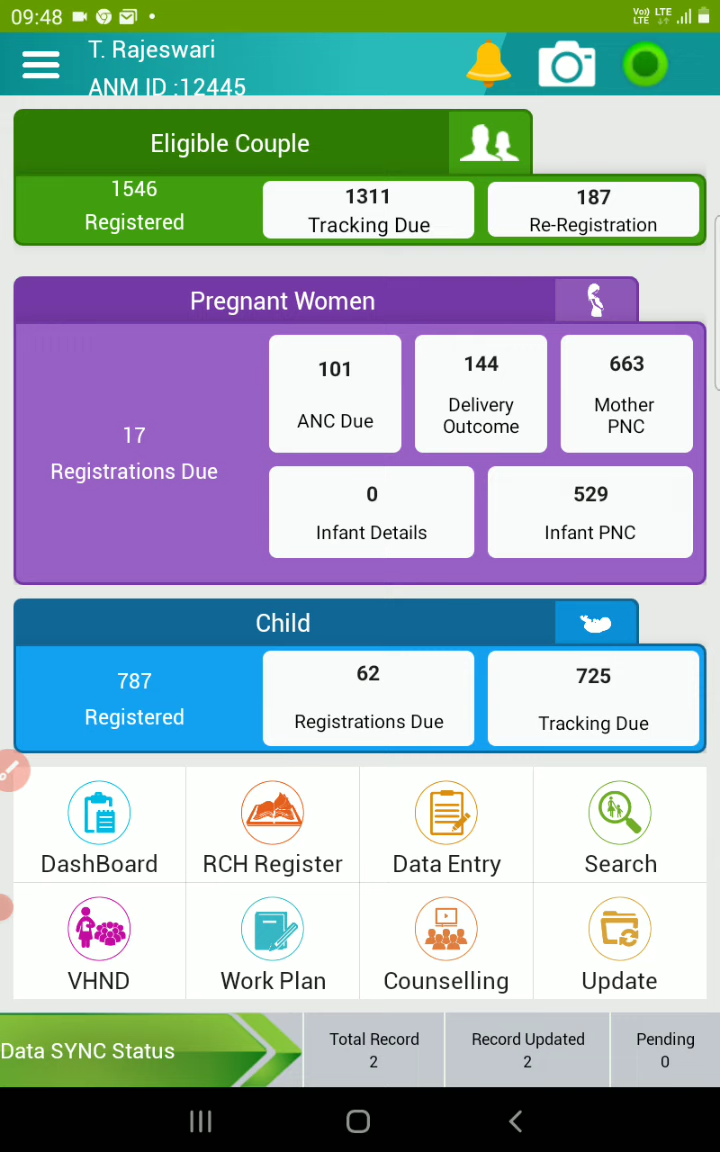 09:48
Vo) LTE
LTE
T. Rajeswari
ANM ID :12445
Eligible Couple
1546
Registered
1311
Tracking Due
187
Re-Registration
Pregnant Women
17
Registrations Due
101
ANC Due
144
Delivery
Outcome
663
Mother
PNC
0
Infant Details
529
Infant PNC
Child
787
Registered
62
Registrations Due
725
Tracking Due
DashBoard
RCH Register
Data Entry
Search
VHND
Work Plan
Counselling
Update
Data SYNC Status
Total Record
2
Record Updated
2
Pending
0